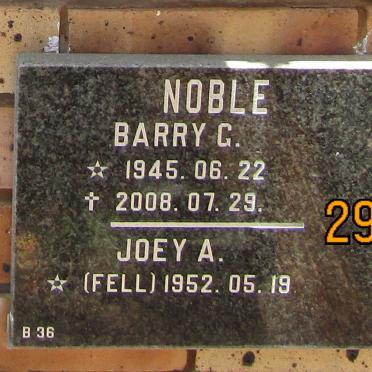 NOBLE
BARRY G.
☆ 1945. 06. 22
✝ 2008. 07. 29.
JOEY A.
☆ (FELL) 1952. 05. 19
B 36
29